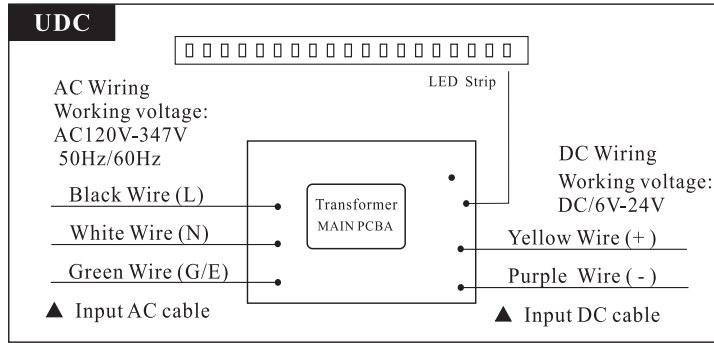 UDC
LED Strip
AC Wiring
Working voltage:
AC120V-347V
50Hz/60Hz
Black Wire (L)
White Wire (N)
Green Wire (G/E)
▲ Input AC cable
Transformer
MAIN PCBA
DC Wiring
Working voltage:
DC/6V-24V
Yellow Wire (+)
Purple Wire (-)
▲ Input DC cable